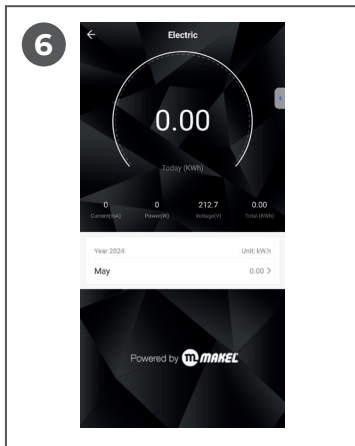 6
Electric
0.00
Today (KWh)
0 0 212.7 0.00
Current(mA) Power(W) Voltage(V) Total (KWh)
Year 2024 Unit: kW.h
May 0.00 >
Powered by m MAKEL